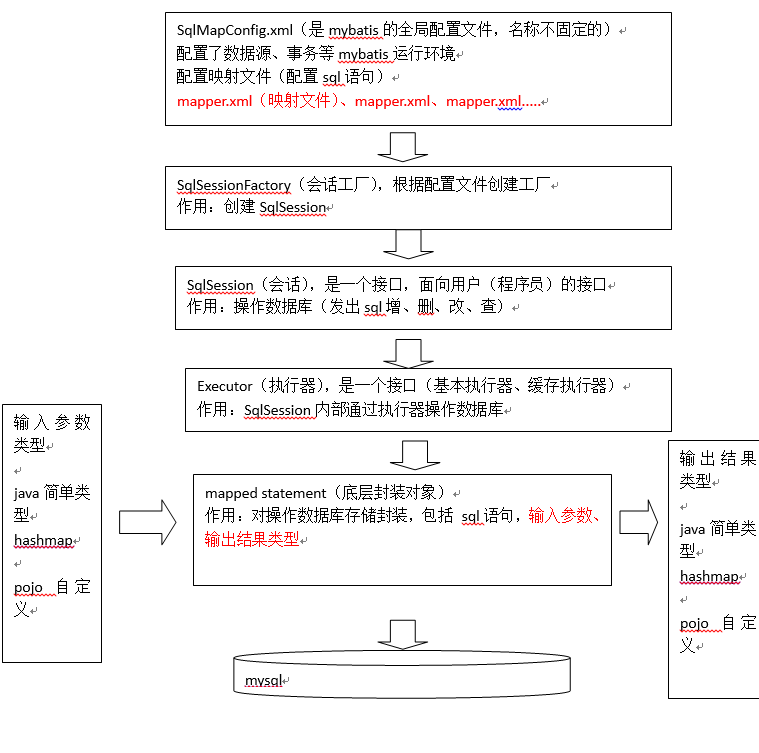 SqlMapConfig.xml（是 mybatis 的全局配置文件，名称不固定的）
配置了数据源、事务等 mybatis 运行环境
配置映射文件（配置 sql 语句）
mapper.xml（映射文件）、mapper.xml、mapper.xml.....
SqlSessionFactory（会话工厂），根据配置文件创建工厂
作用：创建 SqlSession
SqlSession（会话），是一个接口，面向用户（程序员）的接口
作用：操作数据库（发出 sql 增、删、改、查）
Executor（执行器），是一个接口（基本执行器、缓存执行器）
作用：SqlSession 内部通过执行器操作数据库
输入参数
类型
java 简单类
型
hashmap
pojo 自定
义
mapped statement（底层封装对象）
作用：对操作数据库存储封装，包括 sql 语句，输入参数、
输出结果类型
输出结果
类型
java 简单类
型
hashmap
pojo 自定
义
mysql